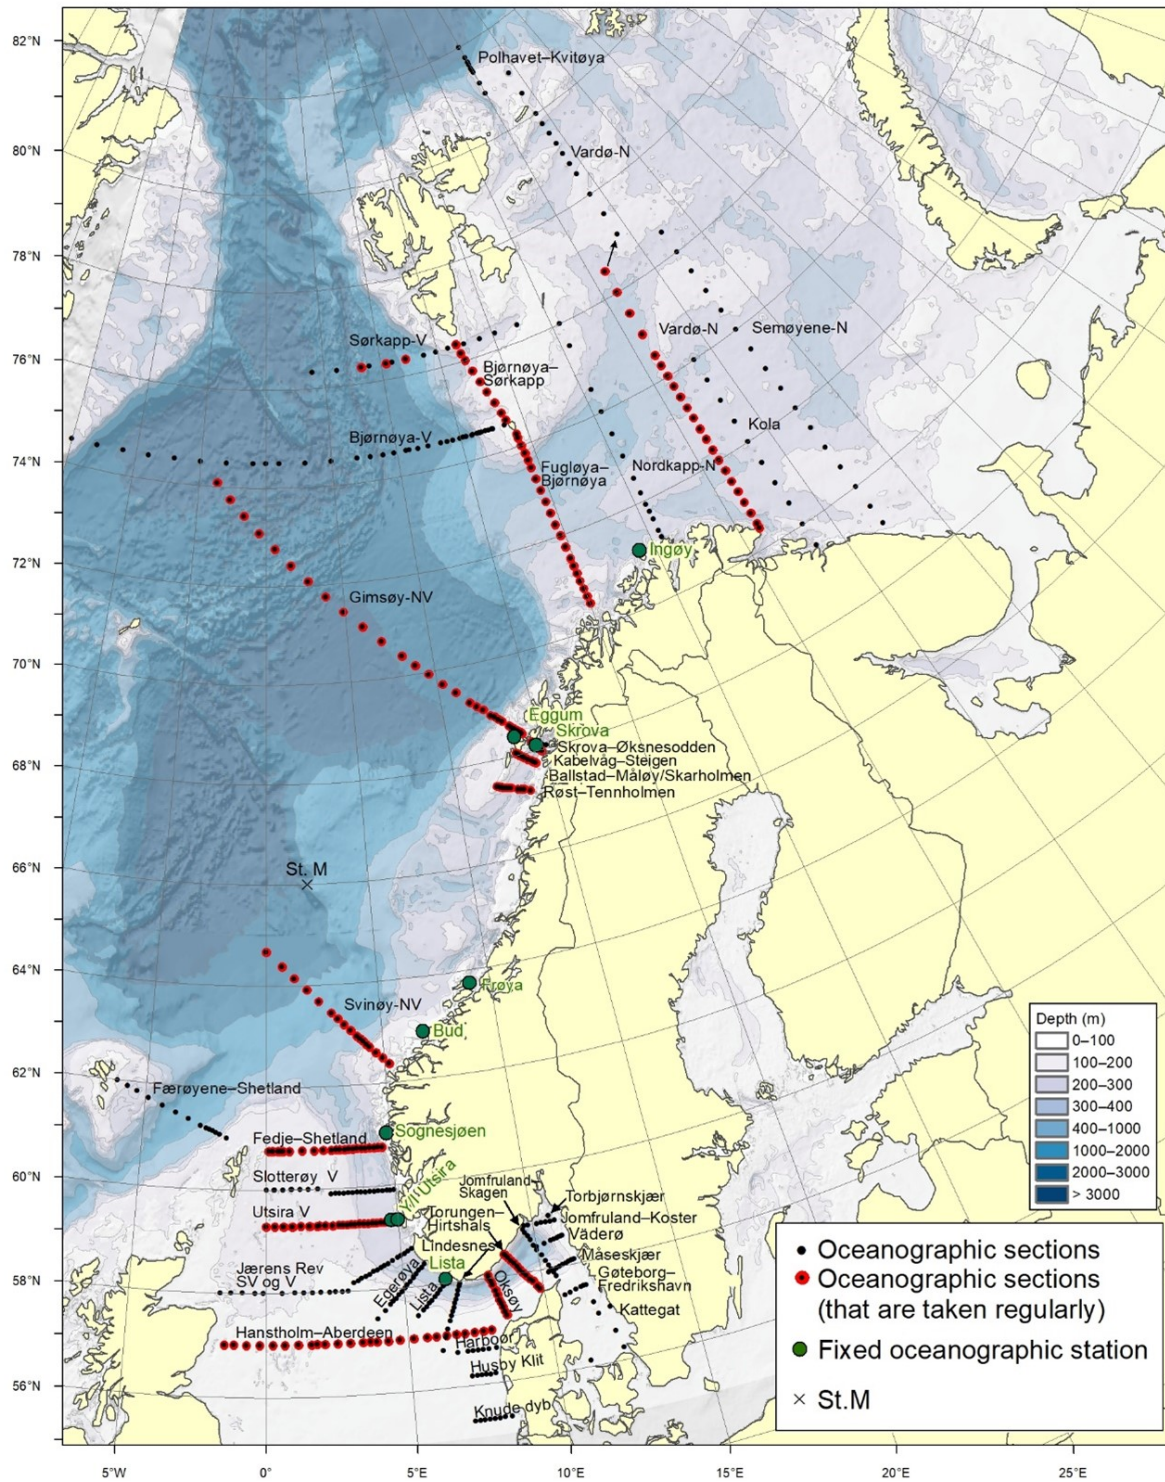 82°N
Polhavet–Kvitøya
80°N
Vardø-N
78°N
Sørkapp-V
Vardø-N
Semøyene-N
76°N
Bjørnøya–
Sørkapp
Bjørnøya-V
Kola
74°N
Fugløya–
Bjørnøya
Nordkapp-N
72°N
Ingøy
Gimsøy-NV
70°N
Eggum
Skrova
Skrova–Øksnesodden
Kabelvåg–Steigen
68°N
Ballstad–Måløy/Skarholmen
Røst–Tennholmen
66°N
St. M
64°N
Frøya
Svinøy-NV
Bud
62°N
Færøyene–Shetland
Sognesjøen
Fedje–Shetland
60°N
Slotterøy V
Utsira V
Y/I Utsira
Jomfruland–
Skagen
Torbjørnskjær
Torungen–
Hirtshals
Jomfruland–Koster
Väderø
Lindesnes
Måseskjær
58°N
Jærens Rev
SV og V
Egerøya
Lista
Lista
Oksøy
Gøteborg–
Fredrikshavn
Kattegat
Hanstholm–Aberdeen
Harboør
Husby Klit
56°N
Knude dyb
5°W
0°
5°E
10°E
15°E
20°E
25°E
Depth (m)
0–100
100–200
200–300
300–400
400–1000
1000–2000
2000–3000
> 3000
Oceanographic sections
Oceanographic sections
(that are taken regularly)
Fixed oceanographic station
St.M